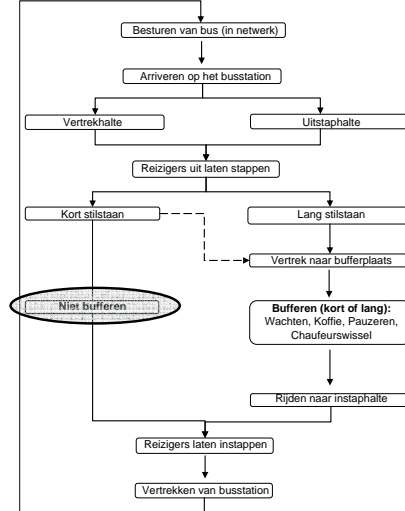 Besturen van bus (in netwerk)
Arriveren op het busstation
Vertrekhalte
Uitstaphalte
Reizigers uit laten stappen
Kort stilstaan
Lang stilstaan
Vertrek naar bufferplaats
Niet bufferen
Bufferen (kort of lang):
Wachten, Koffie, Pauzeren,
Chaufeurswissel
Rijden naar instaphalte
Reizigers laten instappen
Vertrekken van busstation